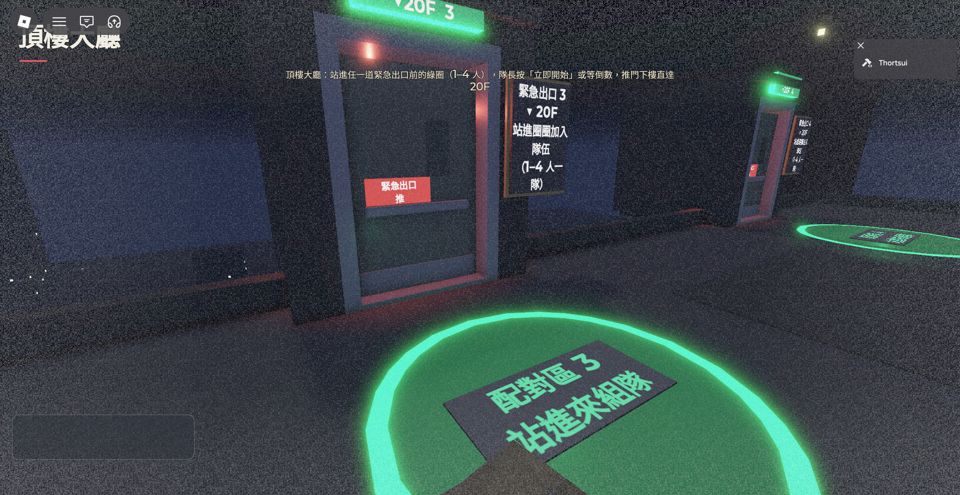 頂樓大廳
▼20F 3
Thortsui
頂樓大廳：站進任一道緊急出口前的綠圈（1–4 人），隊長按「立即開始」或等倒數，推門下樓直達
20F
緊急出口 3
▼ 20F
站進圈圈加入
隊伍
（1–4 人一
隊）
緊急出口
推
配對區 3
站進來組隊